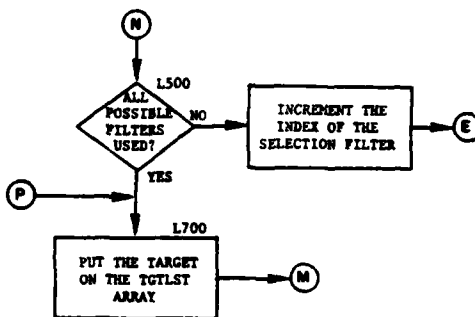 N
L500
ALL
POSSIBLE
FILTERS
USED?
NO
INCREMENT THE
INDEX OF THE
SELECTION FILTER
E
YES
P
L700
PUT THE TARGET
ON THE TGTLST
ARRAY
M